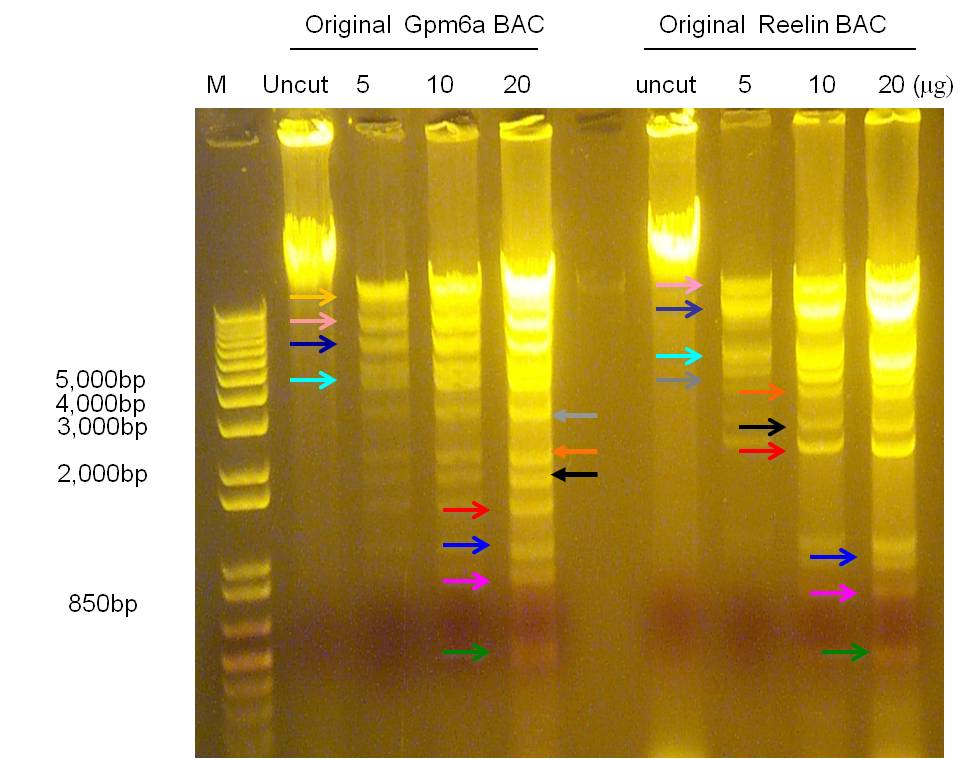 Original Gpm6a BAC Original Reelin BAC
M Uncut 5 10 20 uncut 5 10 20 (μg)
5,000bp
4,000bp
3,000bp
2,000bp
850bp